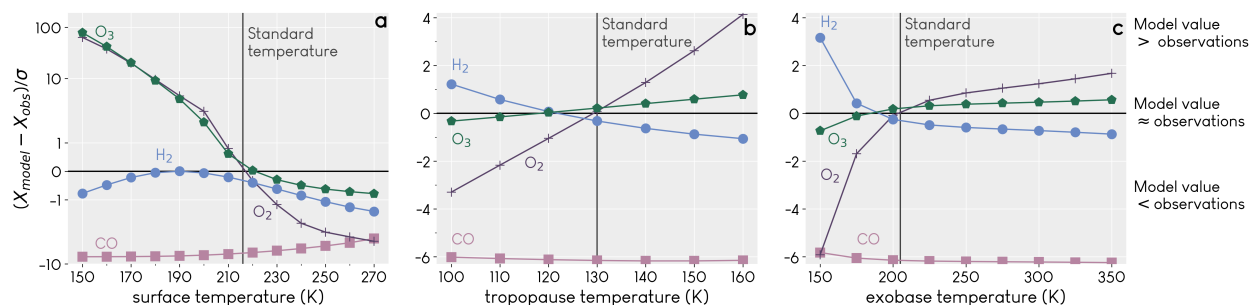 (X_model − X_obs)/σ
100
10
1
0
-1
-10
a
O₃
Standard
temperature
H₂
O₂
CO
150
170
190
210
230
250
270
surface temperature (K)
4
2
0
-2
-4
-6
b
Standard
temperature
H₂
O₃
O₂
CO
100
110
120
130
140
150
160
tropopause temperature (K)
4
2
0
-2
-4
-6
c
H₂
Standard
temperature
O₃
O₂
CO
150
200
250
300
350
exobase temperature (K)
Model value
> observations
Model value
≈ observations
Model value
< observations